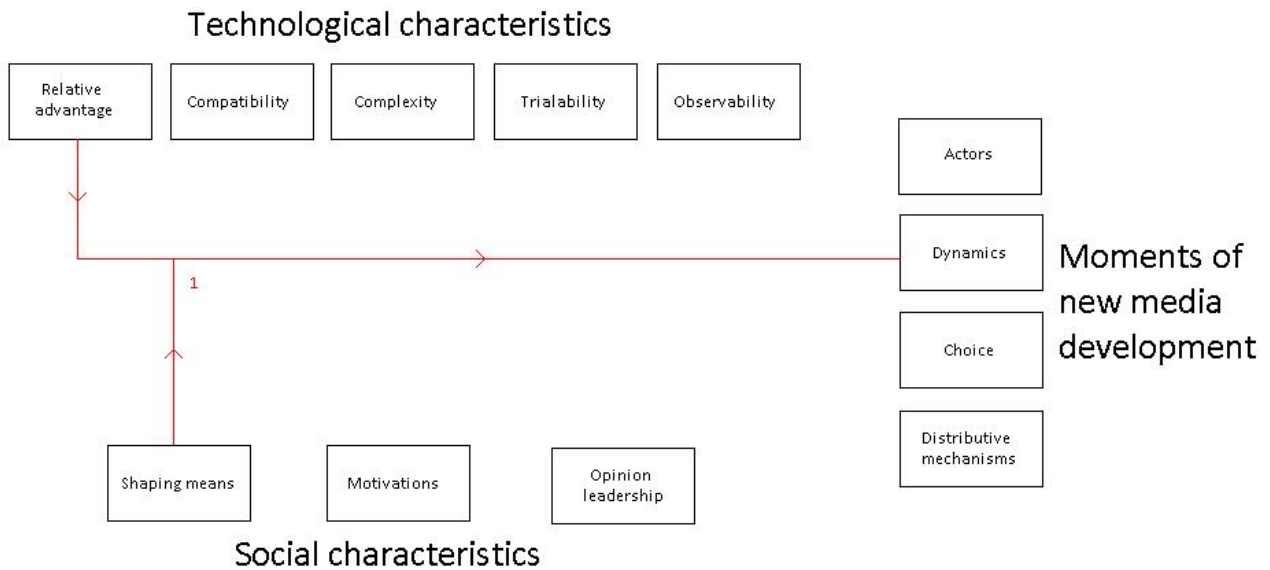 Technological characteristics
Relative
advantage
Compatibility
Complexity
Trialability
Observability
Actors
Dynamics
Moments of
new media
development
1
Choice
Distributive
mechanisms
Shaping means
Motivations
Opinion
leadership
Social characteristics